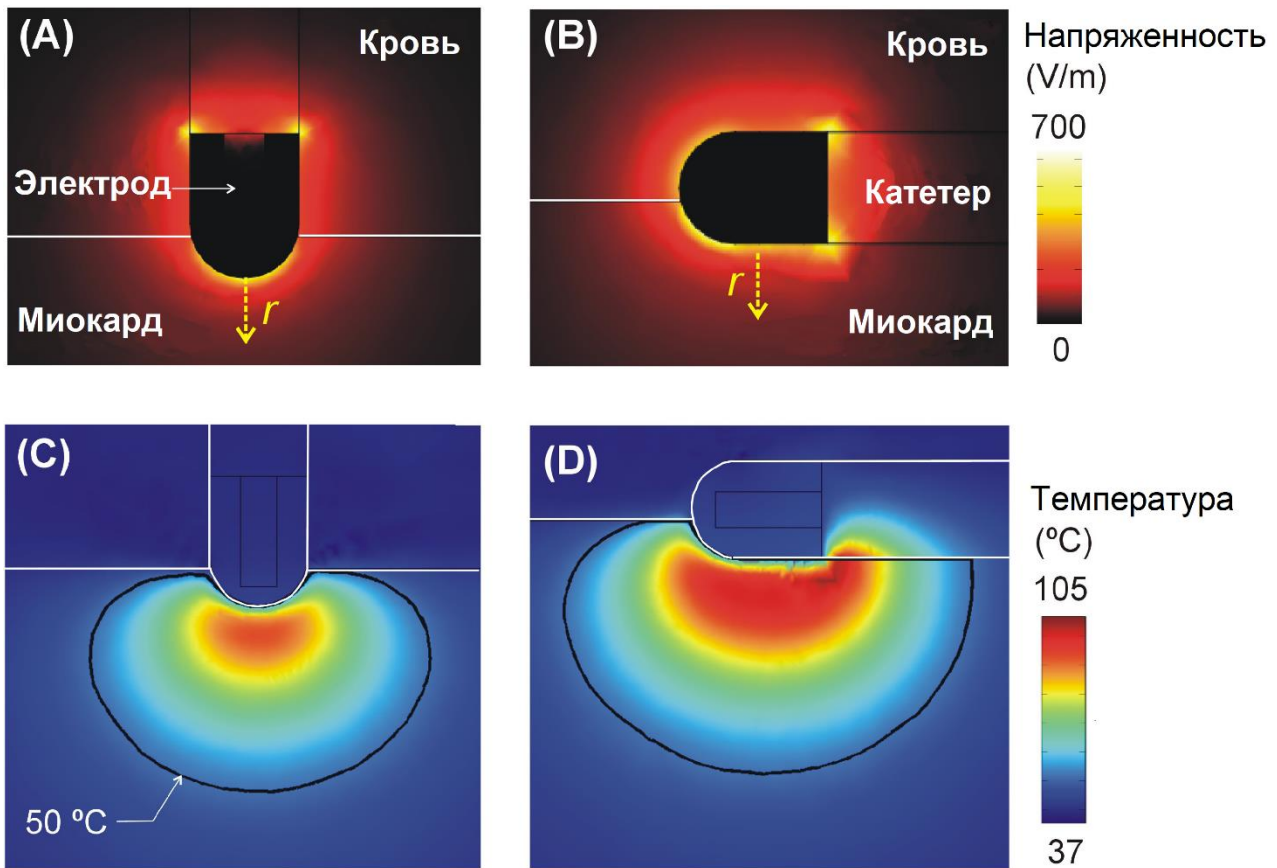 (A)
Кровь
Электрод
Миокард
r
(B)
Кровь
Катетер
r
Миокард
Напряженность
(V/m)
700
0
(C)
50 ºC
(D)
Температура
(ºC)
105
37